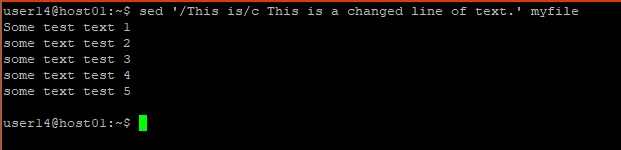 user14@host01:~$ sed '/This is/c This is a changed line of text.' myfile
Some test text 1
some text test 2
some text test 3
some text test 4
some text test 5
user14@host01:~$